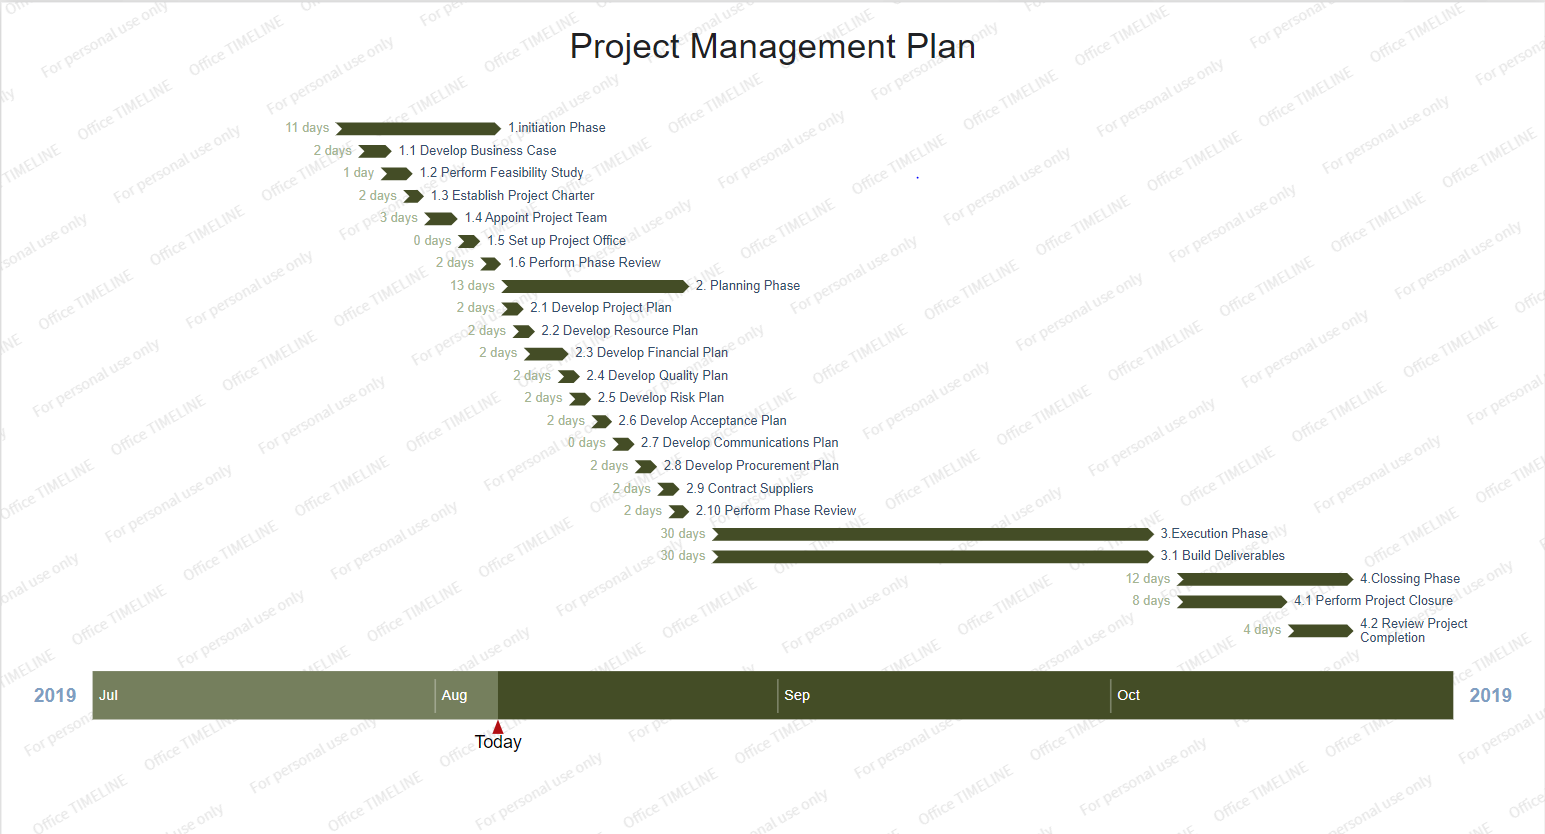 Project Management Plan
11 days 1.initiation Phase
2 days 1.1 Develop Business Case
1 day 1.2 Perform Feasibility Study
2 days 1.3 Establish Project Charter
3 days 1.4 Appoint Project Team
0 days 1.5 Set up Project Office
2 days 1.6 Perform Phase Review
13 days 2. Planning Phase
2 days 2.1 Develop Project Plan
2 days 2.2 Develop Resource Plan
2 days 2.3 Develop Financial Plan
2 days 2.4 Develop Quality Plan
2 days 2.5 Develop Risk Plan
2 days 2.6 Develop Acceptance Plan
0 days 2.7 Develop Communications Plan
2 days 2.8 Develop Procurement Plan
2 days 2.9 Contract Suppliers
2 days 2.10 Perform Phase Review
30 days 3.Execution Phase
30 days 3.1 Build Deliverables
12 days 4.Clossing Phase
8 days 4.1 Perform Project Closure
4 days 4.2 Review Project
Completion
2019 Jul Aug Sep Oct 2019
Today
Office TIMELINE
For personal use only